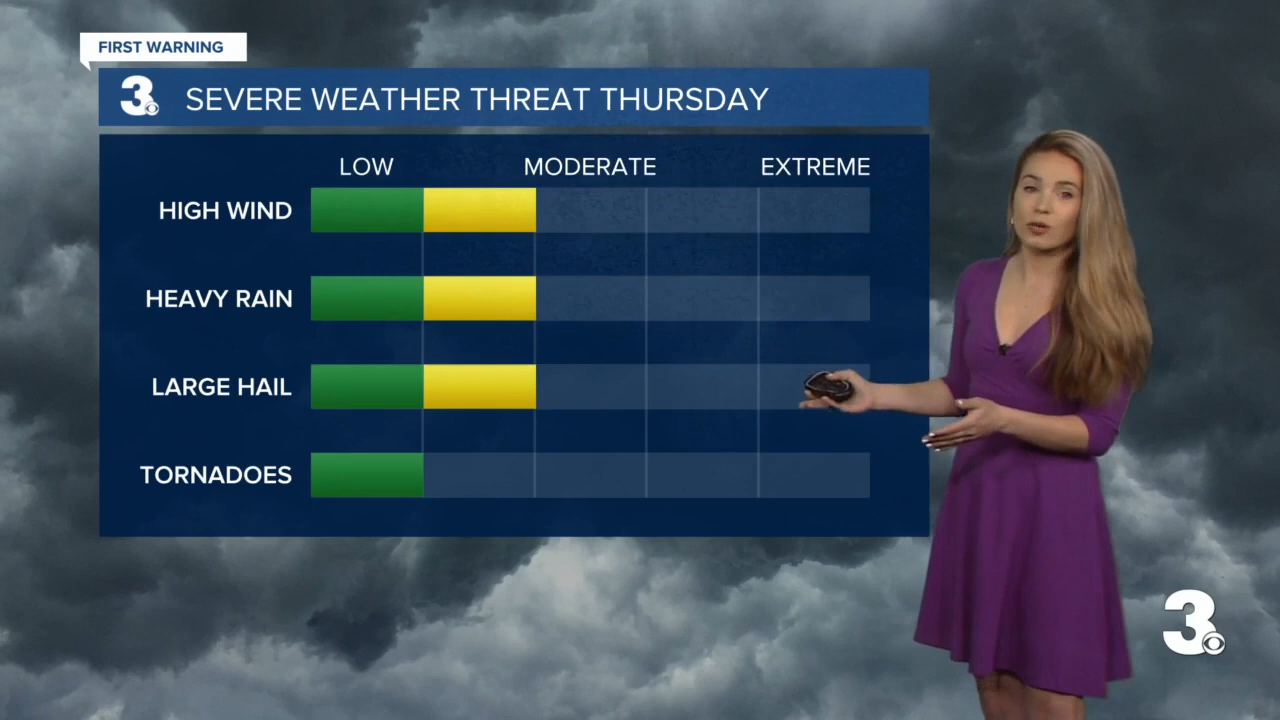 FIRST WARNING
3 SEVERE WEATHER THREAT THURSDAY
LOW MODERATE EXTREME
HIGH WIND
HEAVY RAIN
LARGE HAIL
TORNADOES
3